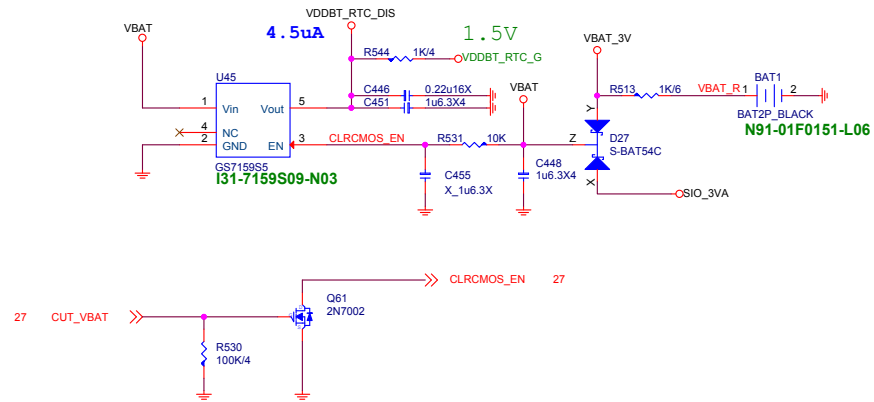 VDDBT_RTC_DIS
VBAT
4.5uA
1.5V
VBAT_3V
R544
1K/4
VDDBT_RTC_G
U45
C446
0.22u16X
VBAT
R513
1K/6
VBAT_R
1
BAT1
2
1
Vin
Vout
5
C451
1u6.3X4
Y
BAT2P_BLACK
N91-01F0151-L06
4
NC
2
GND
EN
3
CLRCMOS_EN
R531
10K
Z
D27
S-BAT54C
GS7159S5
I31-7159S09-N03
C455
X_1u6.3X
C448
1u6.3X4
X
SIO_3VA
CLRCMOS_EN
27
27
CUT_VBAT
Q61
2N7002
R530
100K/4